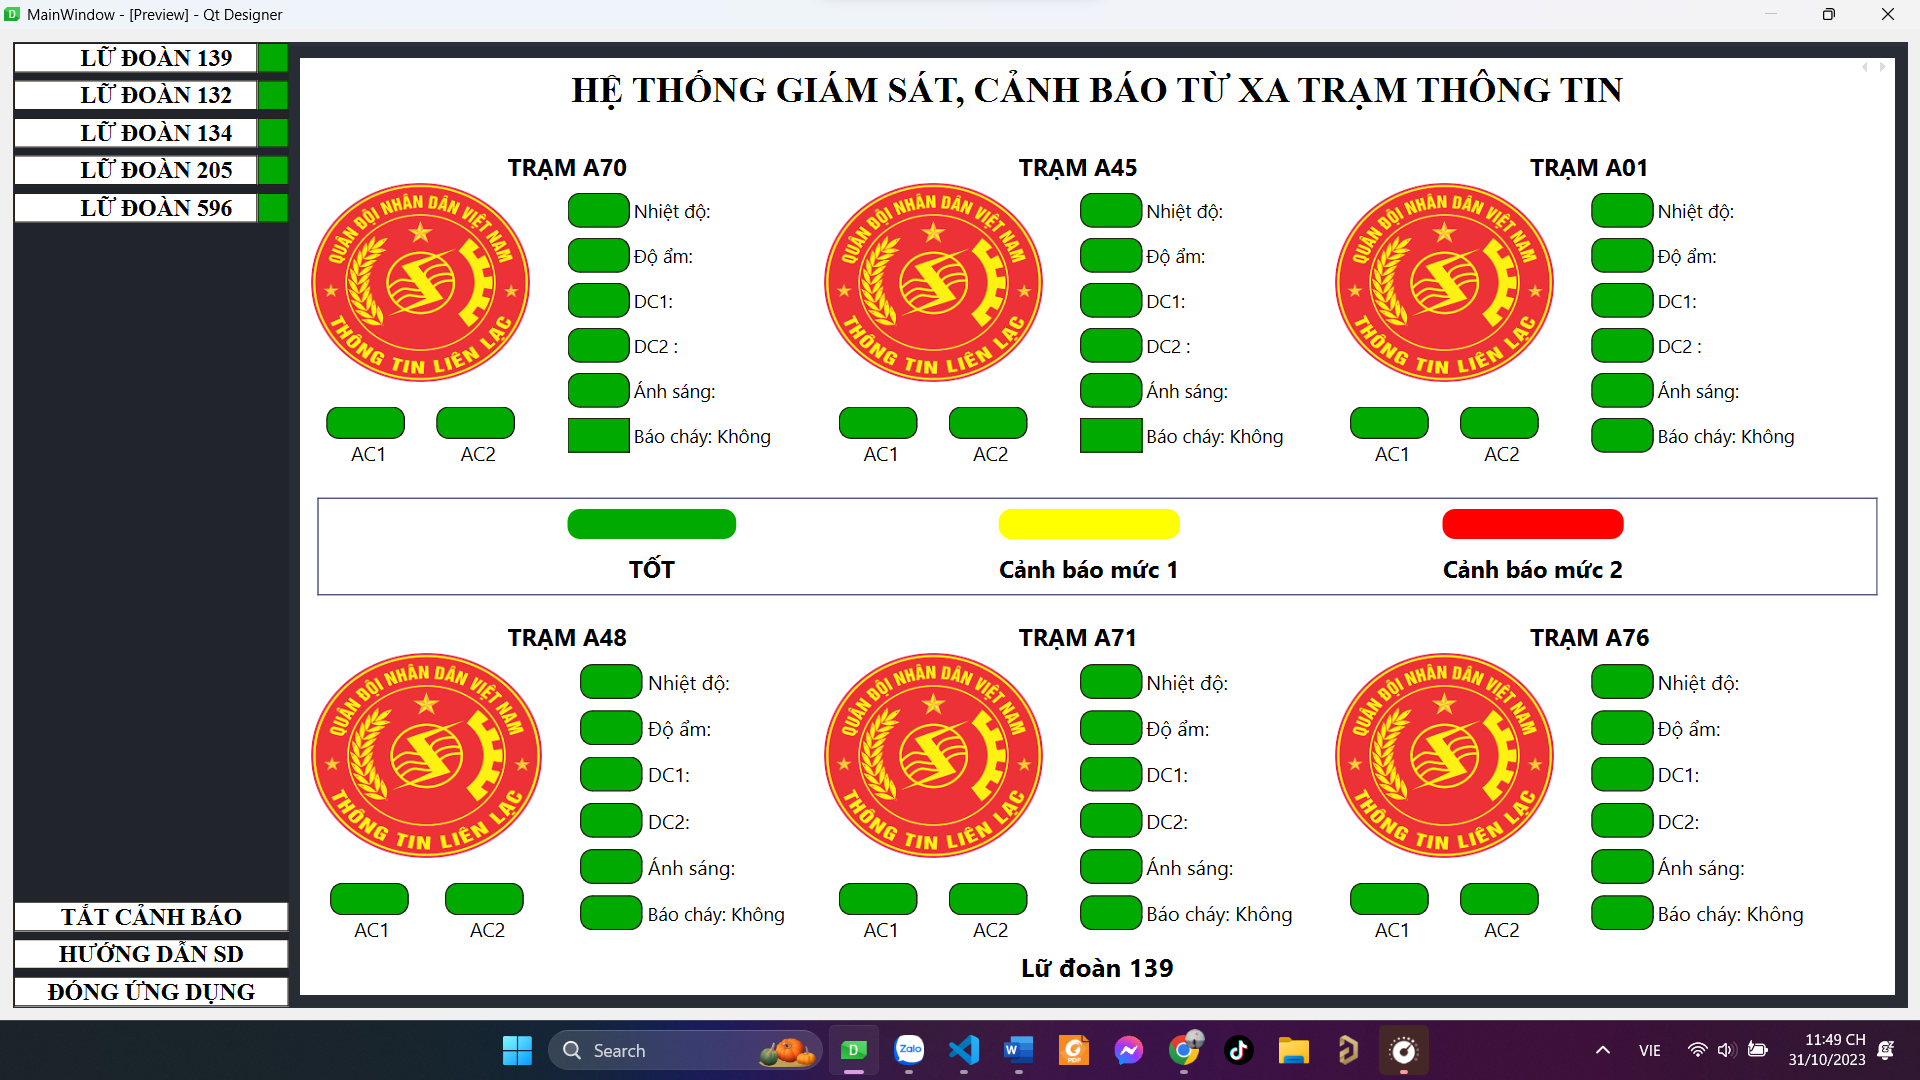 MainWindow - [Preview] - Qt Designer
LỮ ĐOÀN 139
LỮ ĐOÀN 132
LỮ ĐOÀN 134
LỮ ĐOÀN 205
LỮ ĐOÀN 596
TẮT CẢNH BÁO
HƯỚNG DẪN SD
ĐÓNG ỨNG DỤNG
HỆ THỐNG GIÁM SÁT, CẢNH BÁO TỪ XA TRẠM THÔNG TIN
TRẠM A70
QUÂN ĐỘI NHÂN DÂN VIỆT NAM
THÔNG TIN LIÊN LẠC
Nhiệt độ:
Độ ẩm:
DC1:
DC2 :
Ánh sáng:
Báo cháy: Không
AC1
AC2
TRẠM A45
QUÂN ĐỘI NHÂN DÂN VIỆT NAM
THÔNG TIN LIÊN LẠC
Nhiệt độ:
Độ ẩm:
DC1:
DC2 :
Ánh sáng:
Báo cháy: Không
AC1
AC2
TRẠM A01
QUÂN ĐỘI NHÂN DÂN VIỆT NAM
THÔNG TIN LIÊN LẠC
Nhiệt độ:
Độ ẩm:
DC1:
DC2 :
Ánh sáng:
Báo cháy: Không
AC1
AC2
TỐT
Cảnh báo mức 1
Cảnh báo mức 2
TRẠM A48
QUÂN ĐỘI NHÂN DÂN VIỆT NAM
THÔNG TIN LIÊN LẠC
Nhiệt độ:
Độ ẩm:
DC1:
DC2:
Ánh sáng:
Báo cháy: Không
AC1
AC2
TRẠM A71
QUÂN ĐỘI NHÂN DÂN VIỆT NAM
THÔNG TIN LIÊN LẠC
Nhiệt độ:
Độ ẩm:
DC1:
DC2:
Ánh sáng:
Báo cháy: Không
AC1
AC2
TRẠM A76
QUÂN ĐỘI NHÂN DÂN VIỆT NAM
THÔNG TIN LIÊN LẠC
Nhiệt độ:
Độ ẩm:
DC1:
DC2:
Ánh sáng:
Báo cháy: Không
AC1
AC2
Lữ đoàn 139
Search
D
Zalo
W
PDF
VIE
11:49 CH
31/10/2023